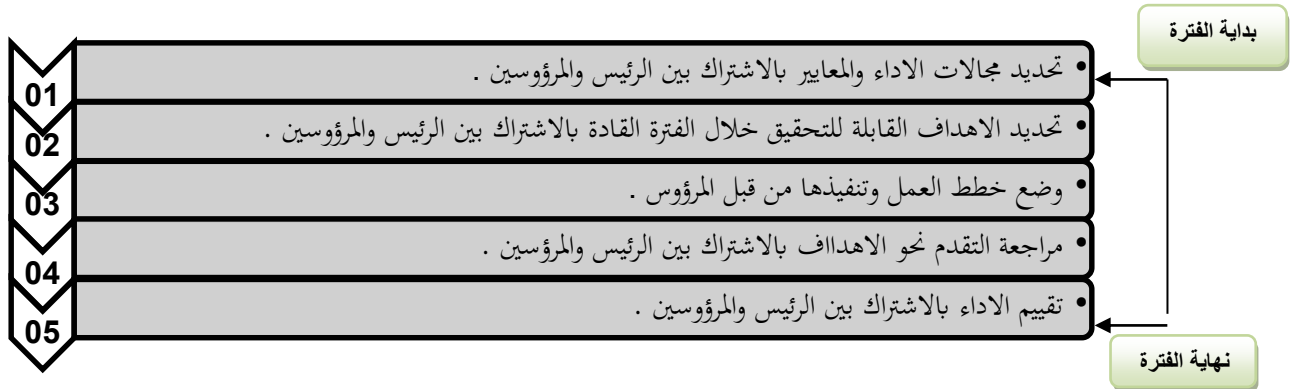 بداية الفترة
01
• تحديد مجالات الاداء والمعايير بالاشتراك بين الرئيس والمرؤوسين .
02
• تحديد الاهداف القابلة للتحقيق خلال الفترة القادة بالاشتراك بين الرئيس والمرؤوسين .
03
• وضع خطط العمل وتنفيذها من قبل المرؤوس .
04
• مراجعة التقدم نحو الاهدااف بالاشتراك بين الرئيس والمرؤسين .
05
• تقييم الاداء بالاشتراك بين الرئيس والمرؤوسين .
نهاية الفترة